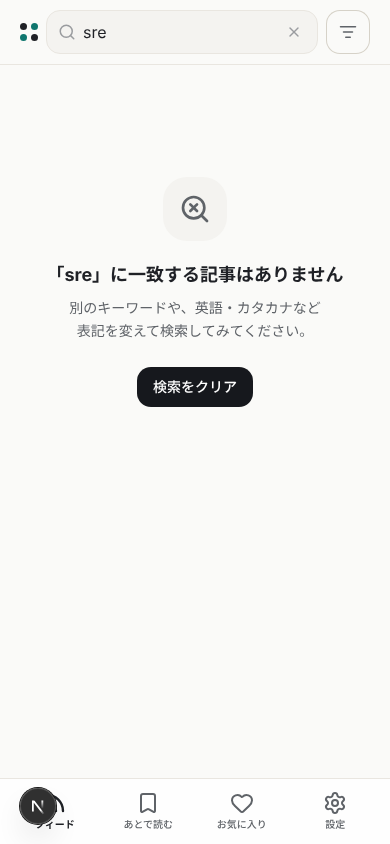 sre
「sre」に一致する記事はありません
別のキーワードや、英語・カタカナなど
表記を変えて検索してみてください。
検索をクリア
N
ィード
あとで読む
お気に入り
設定